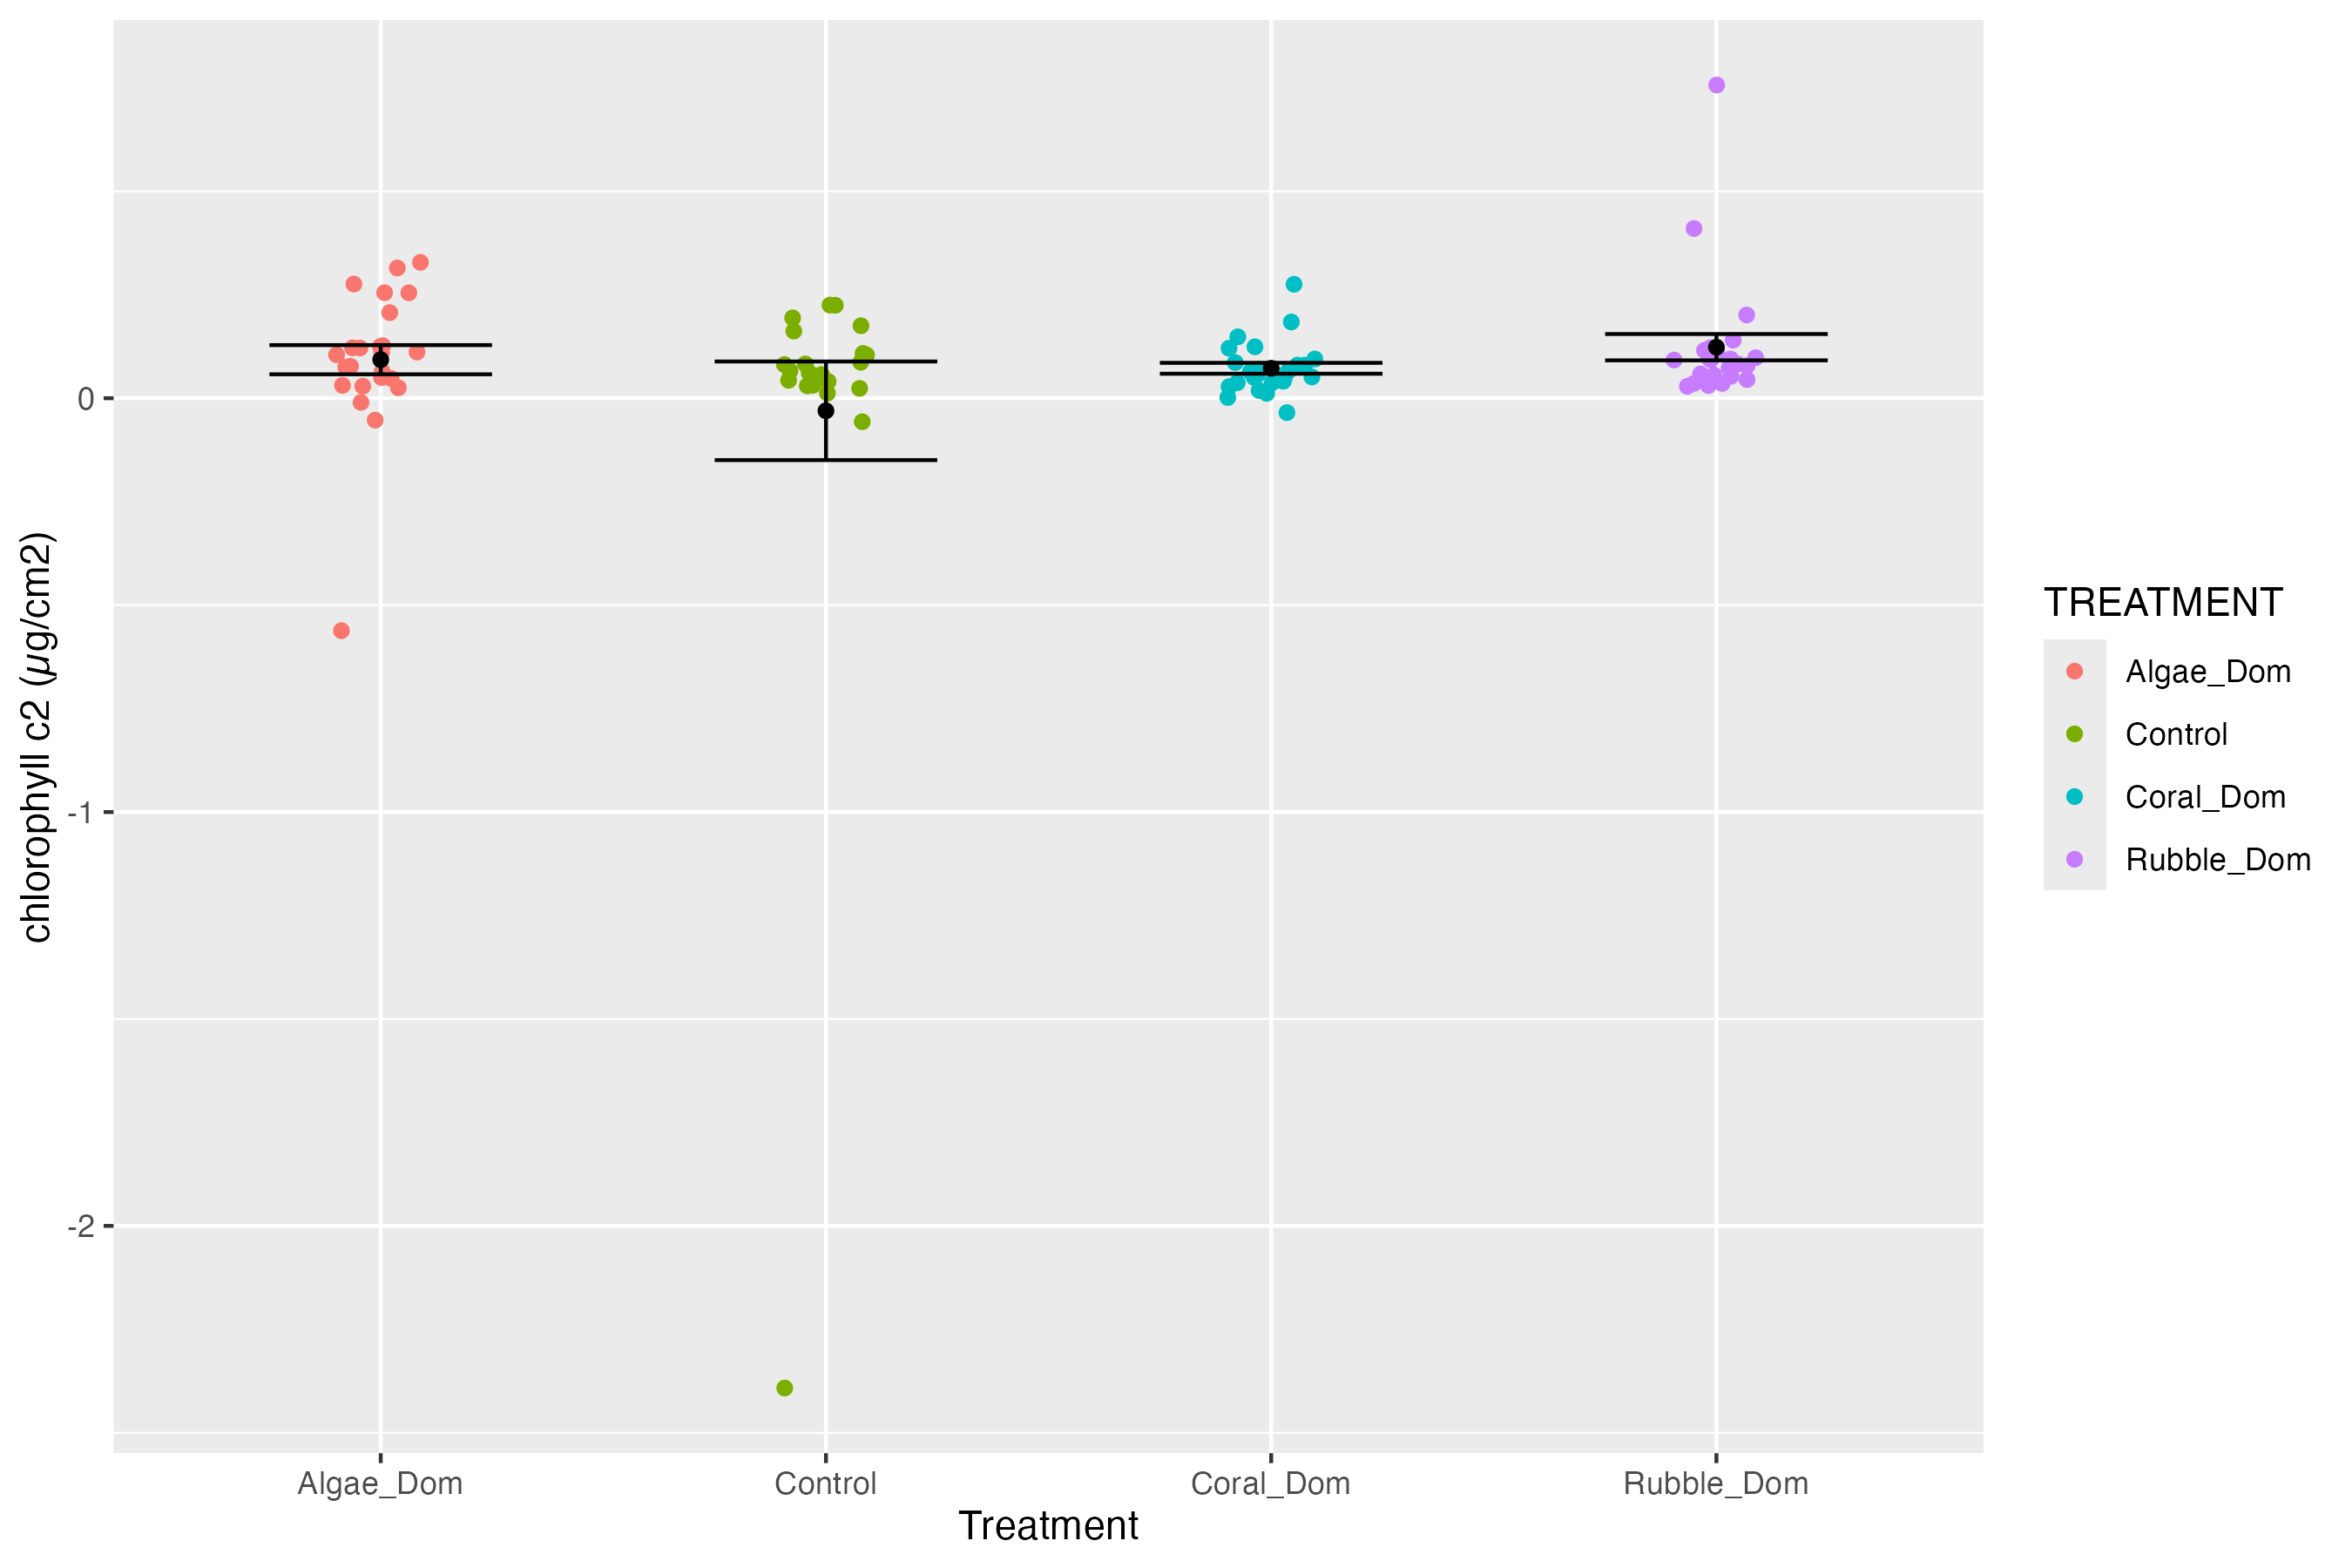 chlorophyll c2 (µg/cm2)
0
-1
-2
Algae_Dom
Control
Coral_Dom
Rubble_Dom
Treatment
TREATMENT
Algae_Dom
Control
Coral_Dom
Rubble_Dom